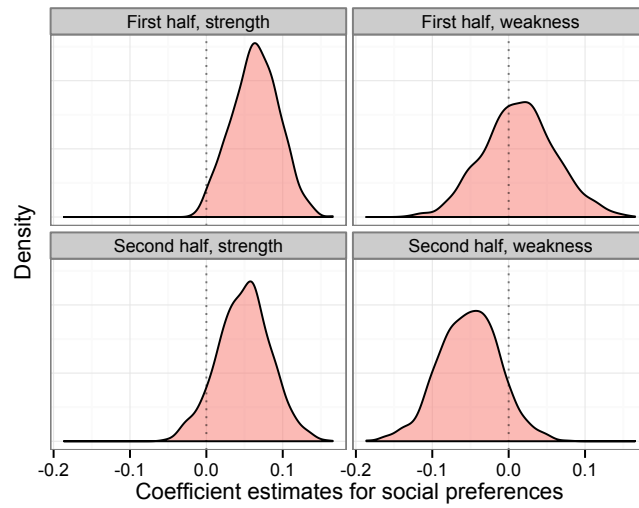 First half, strength
First half, weakness
Second half, strength
Second half, weakness
Density
-0.2 -0.1 0.0 0.1 -0.2 -0.1 0.0 0.1
Coefficient estimates for social preferences